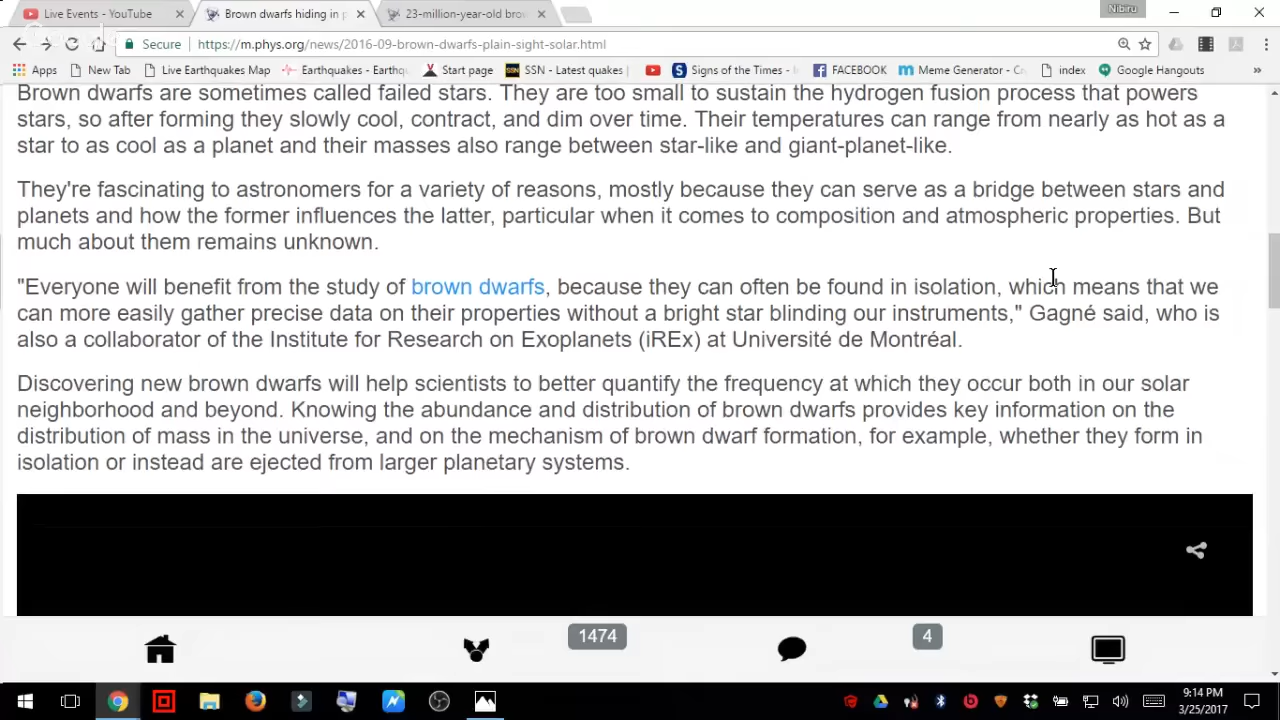 Live Events - YouTube
Brown dwarfs hiding in p
23-million-year-old brow
Nibiru
Secure
https://m.phys.org/news/2016-09-brown-dwarfs-plain-sight-solar.html
Apps
New Tab
Live Earthquakes Map
Earthquakes - Earthqu
Start page
SSN - Latest quakes |
Signs of the Times -
FACEBOOK
Meme Generator - Cr
index
Google Hangouts
»
Brown dwarfs are sometimes called failed stars. They are too small to sustain the hydrogen fusion process that powers
stars, so after forming they slowly cool, contract, and dim over time. Their temperatures can range from nearly as hot as a
star to as cool as a planet and their masses also range between star-like and giant-planet-like.
They're fascinating to astronomers for a variety of reasons, mostly because they can serve as a bridge between stars and
planets and how the former influences the latter, particular when it comes to composition and atmospheric properties. But
much about them remains unknown.
"Everyone will benefit from the study of brown dwarfs, because they can often be found in isolation, which means that we
can more easily gather precise data on their properties without a bright star blinding our instruments," Gagné said, who is
also a collaborator of the Institute for Research on Exoplanets (iREx) at Université de Montréal.
Discovering new brown dwarfs will help scientists to better quantify the frequency at which they occur both in our solar
neighborhood and beyond. Knowing the abundance and distribution of brown dwarfs provides key information on the
distribution of mass in the universe, and on the mechanism of brown dwarf formation, for example, whether they form in
isolation or instead are ejected from larger planetary systems.
1474
4
9:14 PM
3/25/2017